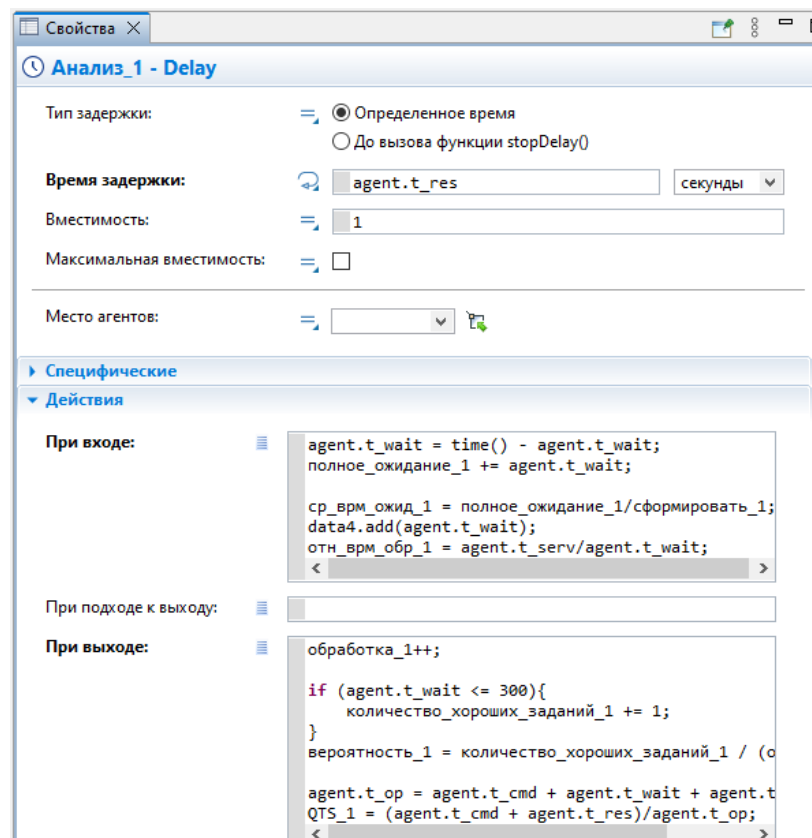 Свойства
Анализ_1 - Delay
Тип задержки:
Определенное время
До вызова функции stopDelay()
Время задержки: agent.t_res секунды
Вместимость: 1
Максимальная вместимость:
Место агентов:
Специфические
Действия
При входе:
agent.t_wait = time() - agent.t_wait;
полное_ожидание_1 += agent.t_wait;
ср_врм_ожид_1 = полное_ожидание_1/сформировать_1;
data4.add(agent.t_wait);
отн_врм_обр_1 = agent.t_serv/agent.t_wait;
При подходе к выходу:
При выходе:
обработка_1++;
if (agent.t_wait <= 300){
количество_хороших_заданий_1 += 1;
}
вероятность_1 = количество_хороших_заданий_1 / (о
agent.t_op = agent.t_cmd + agent.t_wait + agent.t
QTS_1 = (agent.t_cmd + agent.t_res)/agent.t_op;